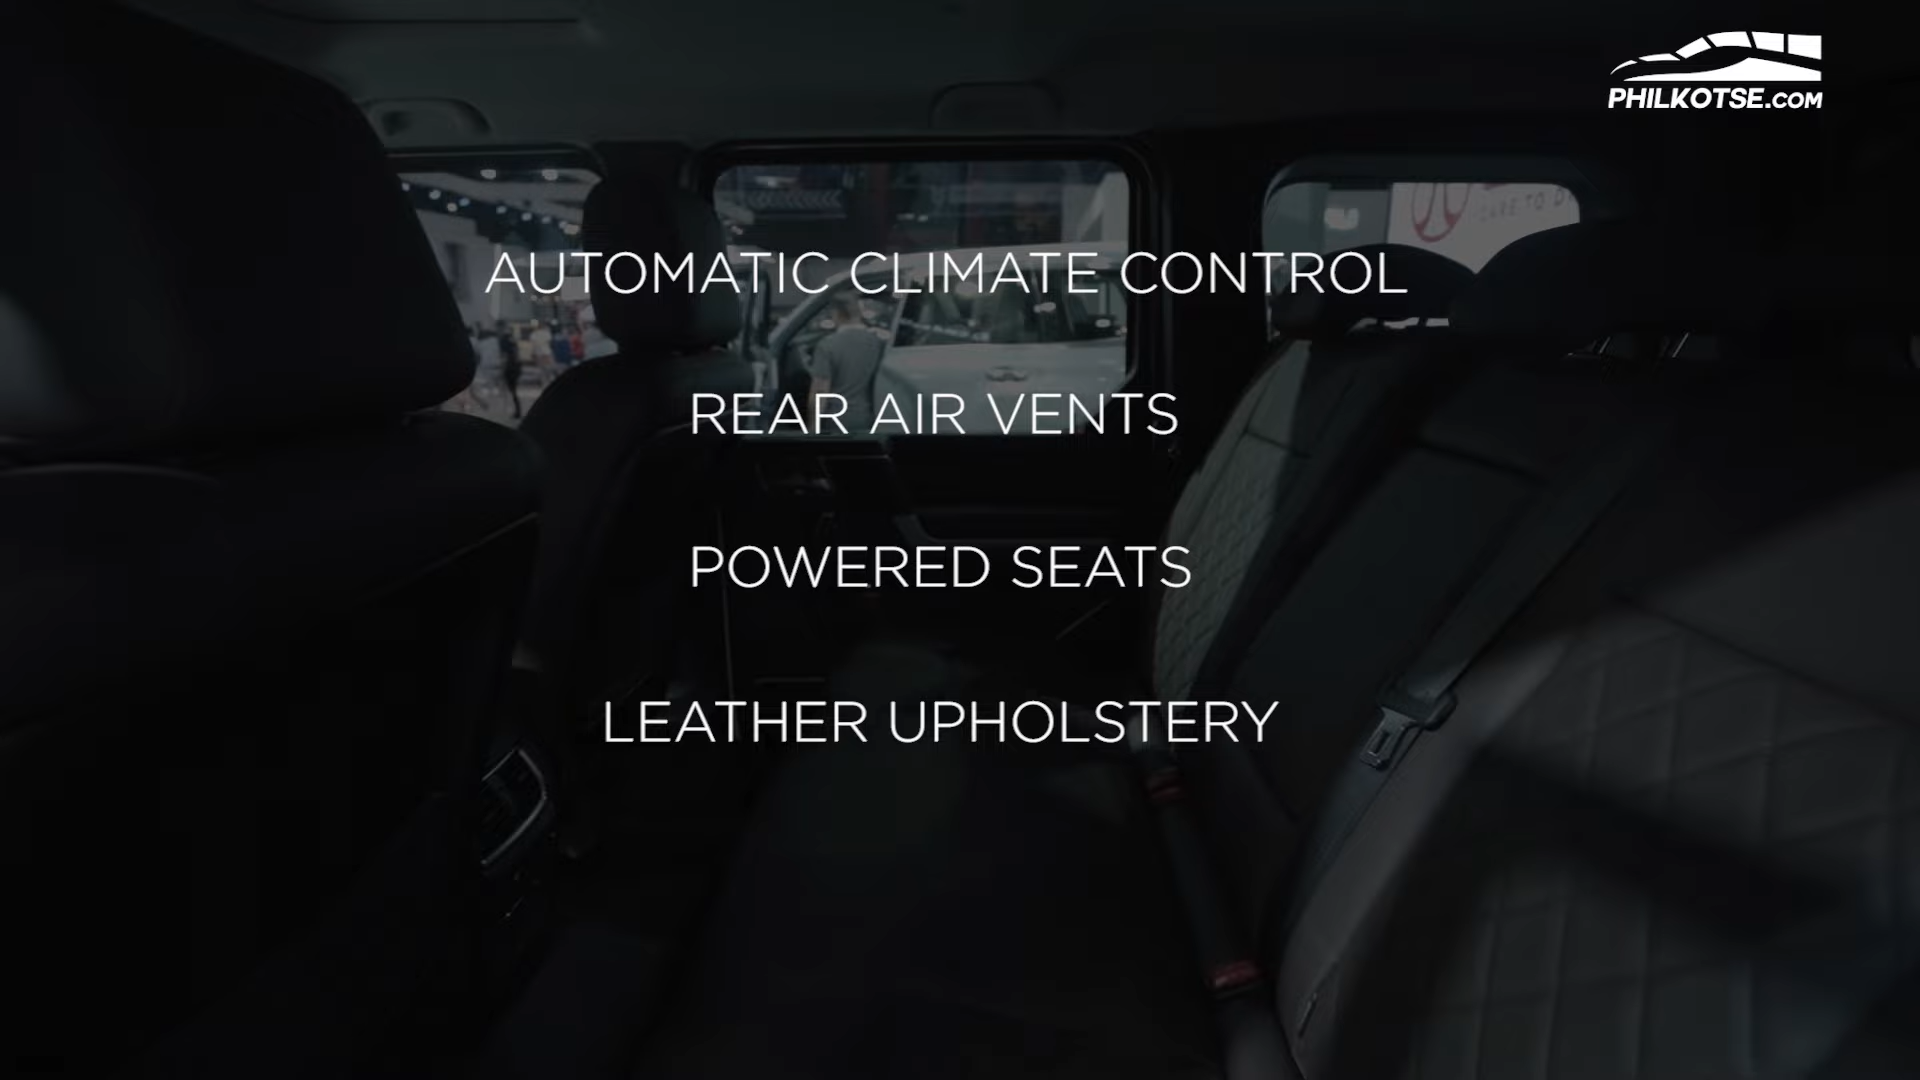 PHILKOTSE.COM
AUTOMATIC CLIMATE CONTROL
REAR AIR VENTS
POWERED SEATS
LEATHER UPHOLSTERY